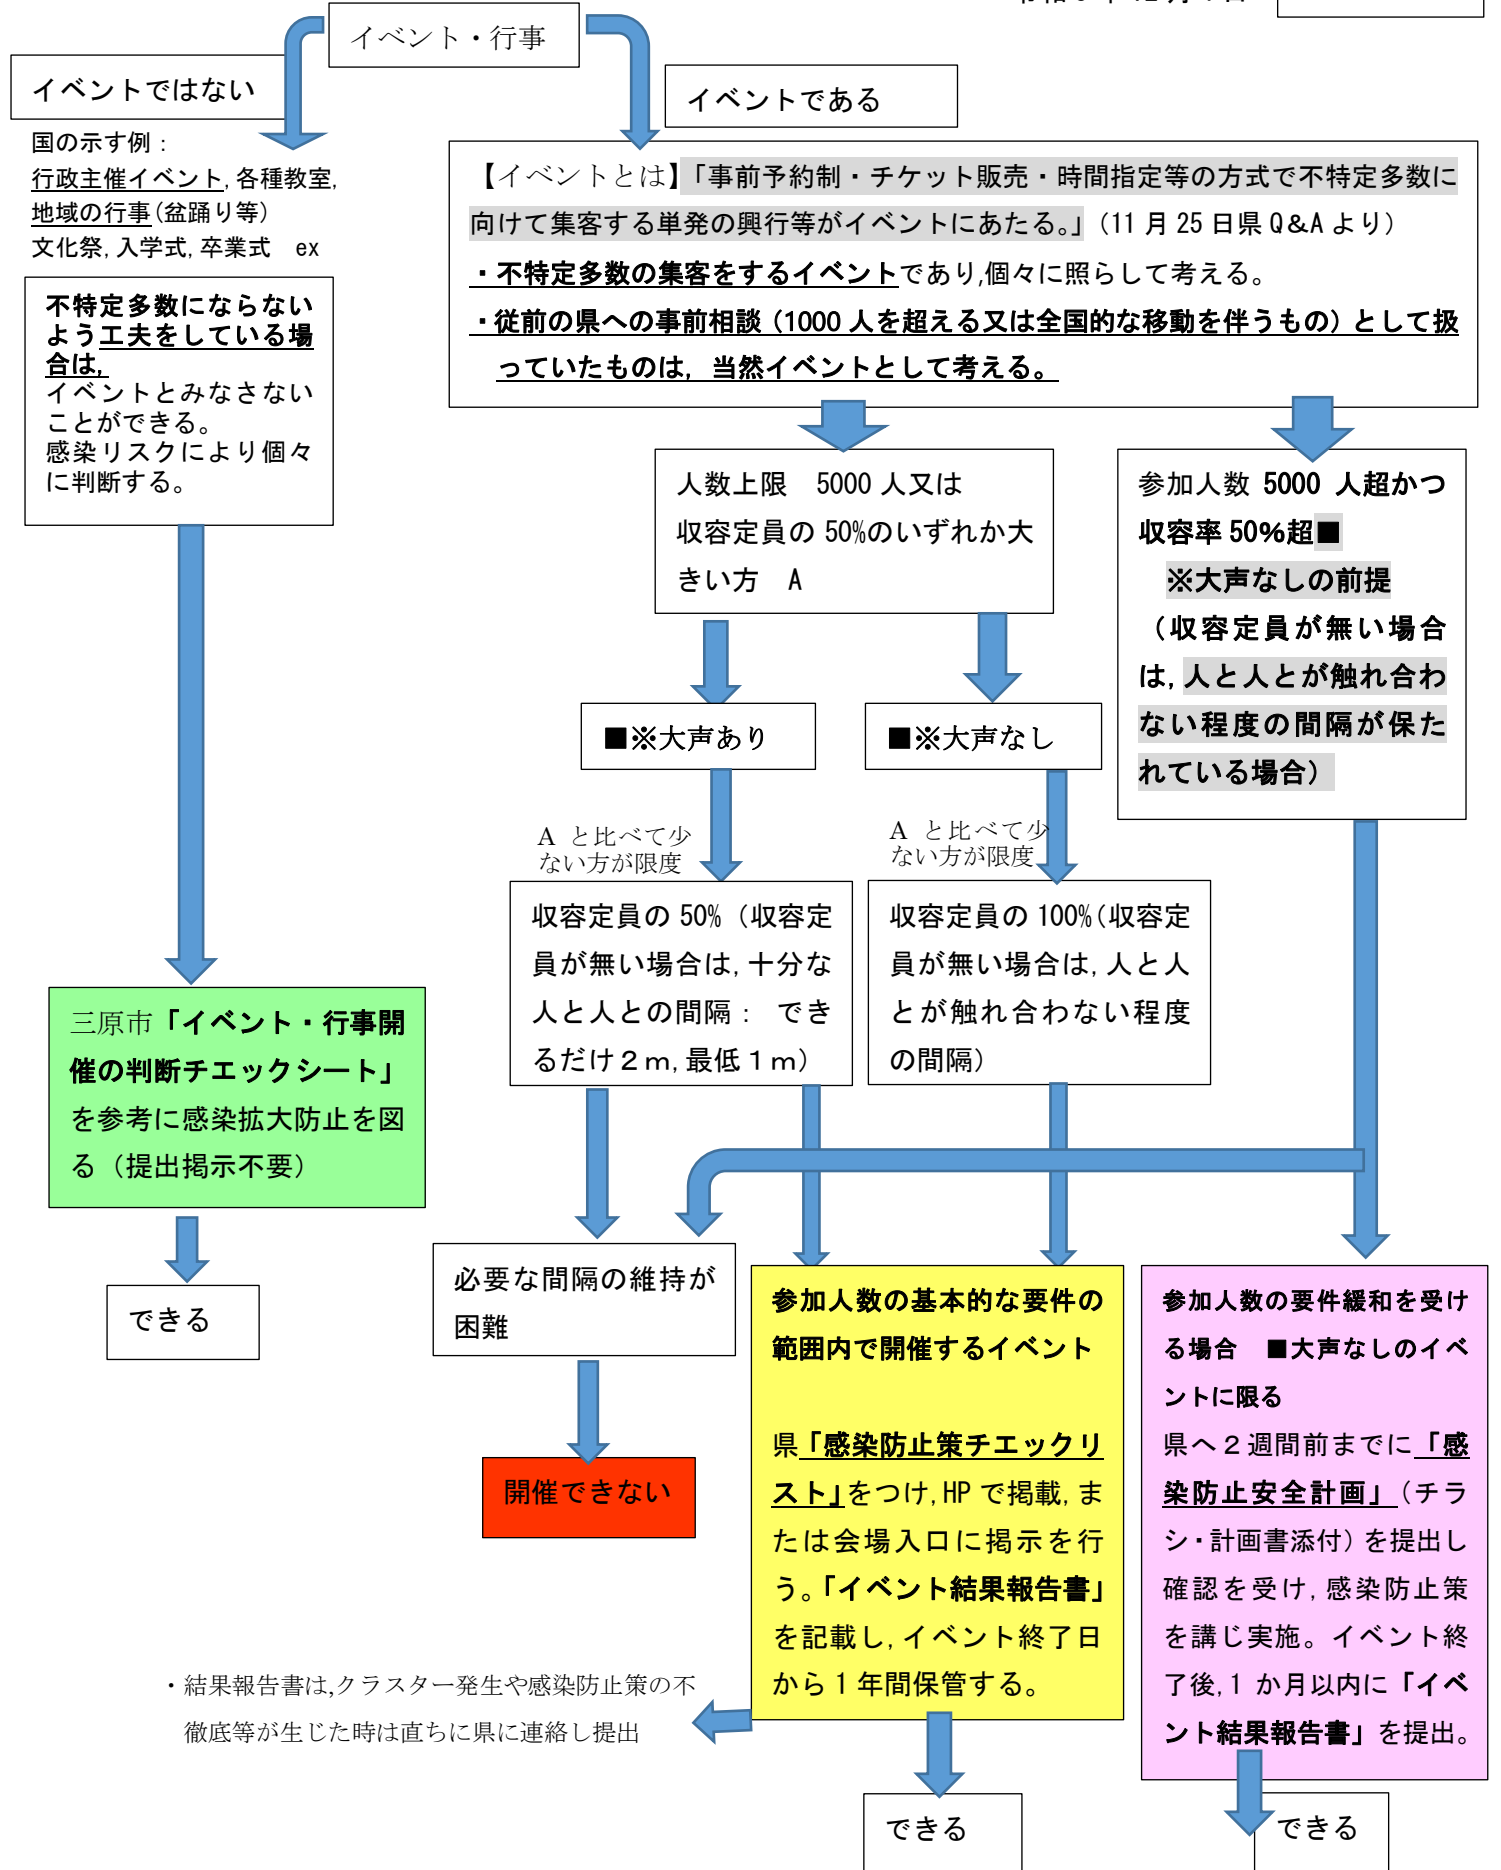 イベント・行事
イベントではない
イベントである
国の示す例：
行政主催イベント,各種教室,
地域の行事(盆踊り等)
文化祭,入学式,卒業式　ex
【イベントとは】「事前予約制・チケット販売・時間指定等の方式で不特定多数に
向けて集客する単発の興行等がイベントにあたる。」（11月25日県Q&Aより）
・不特定多数の集客をするイベントであり,個々に照らして考える。
・従前の県への事前相談（1000人を超える又は全国的な移動を伴うもの）として扱
っていたものは，当然イベントとして考える。
不特定多数にならない
よう工夫をしている場
合は,
イベントとみなさない
ことができる。
感染リスクにより個々
に判断する。
人数上限　5000人又は
収容定員の50%のいずれか大
きい方　A
参加人数 5000 人超かつ
収容率50%超■
※大声なしの前提
（収容定員が無い場合
は,人と人とが触れ合わ
ない程度の間隔が保た
れている場合）
■※大声あり
■※大声なし
A と比べて少
ない方が限度
A と比べて少
ない方が限度
収容定員の50%（収容定
員が無い場合は,十分な
人と人との間隔：　でき
るだけ２ｍ,最低１ｍ）
収容定員の100%(収容定
員が無い場合は,人と人
とが触れ合わない程度
の間隔）
三原市「イベント・行事開
催の判断チエックシート」
を参考に感染拡大防止を図
る（提出掲示不要）
できる
必要な間隔の維持が
困難
開催できない
参加人数の基本的な要件の
範囲内で開催するイベント
県「感染防止策チエックリ
スト」をつけ,HPで掲載,ま
たは会場入口に掲示を行
う。「イベント結果報告書」
を記載し,イベント終了日
から1年間保管する。
参加人数の要件緩和を受け
る場合　■大声なしのイベ
ントに限る
県へ２週間前までに「感
染防止安全計画」（チラ
シ・計画書添付）を提出し
確認を受け,感染防止策
を講じ実施。イベント終
了後,1か月以内に「イベ
ント結果報告書」を提出。
・結果報告書は,クラスター発生や感染防止策の不
徹底等が生じた時は直ちに県に連絡し提出
できる
できる